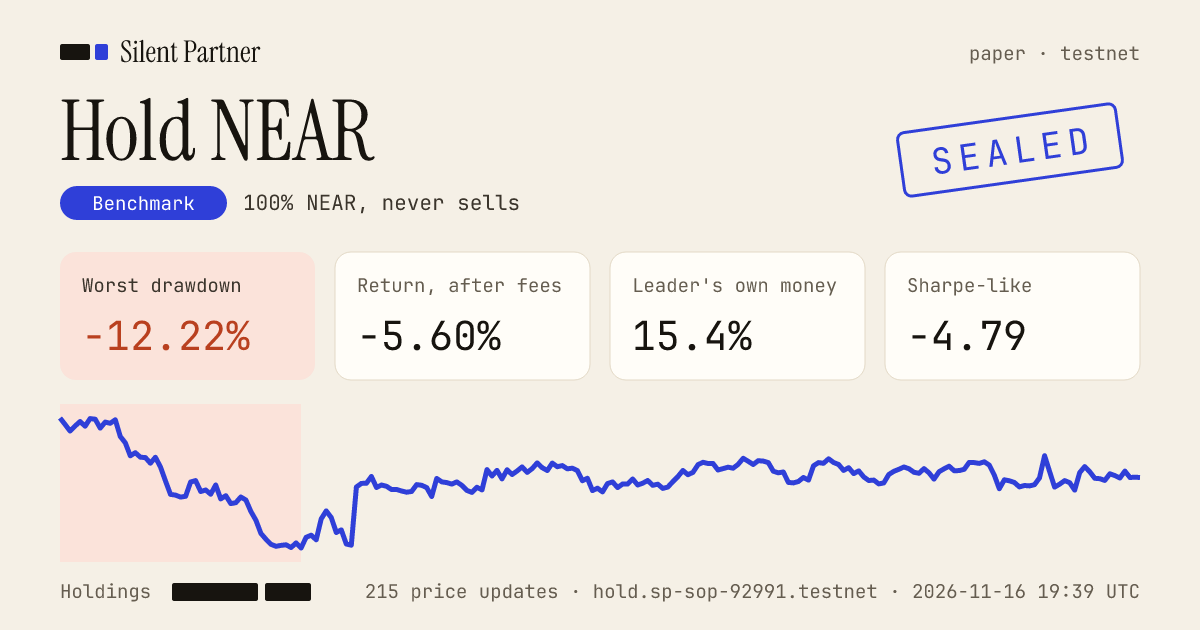 Silent Partner
paper · testnet
Hold NEAR
SEALED
Benchmark
100% NEAR, never sells
Worst drawdown
-12.22%
Return, after fees
-5.60%
Leader's own money
15.4%
Sharpe-like
-4.79
Holdings
215 price updates · hold.sp-sop-92991.testnet · 2026-11-16 19:39 UTC